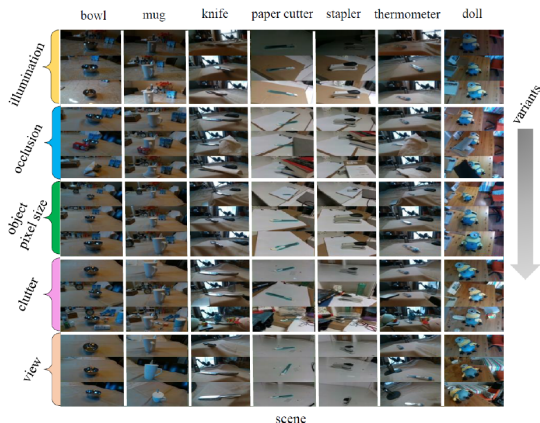 bowl mug knife paper cutter stapler thermometer doll
illumination
occlusion
object
pixel size
clutter
view
variants
scene